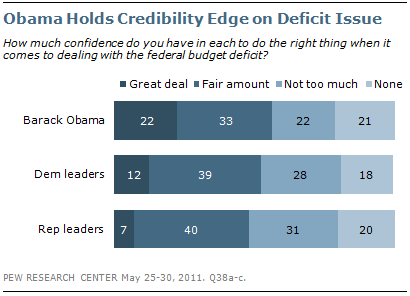 Obama Holds Credibility Edge on Deficit Issue
How much confidence do you have in each to do the right thing when it
comes to dealing with the federal budget deficit?
Great deal Fair amount Not too much None
Barack Obama 22 33 22 21
Dem leaders 12 39 28 18
Rep leaders 7 40 31 20
PEW RESEARCH CENTER May 25-30, 2011. Q38a-c.